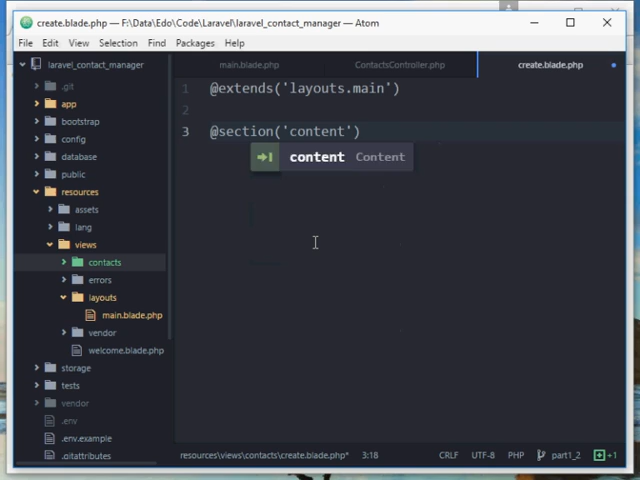 create.blade.php — F:\Data\Edo\Code\Laravel\laravel_contact_manager — Atom
File Edit View Selection Find Packages Help
laravel_contact_manager
.git
app
bootstrap
config
database
public
resources
assets
lang
views
contacts
errors
layouts
main.blade.php
vendor
welcome.blade.php
storage
tests
vendor
.env
.env.example
.gitattributes
main.blade.php ContactsController.php create.blade.php
1 @extends('layouts.main')
2
3 @section('content')
content Content
resources\views\contacts\create.blade.php* 3:18 CRLF UTF-8 PHP part1_2 +1